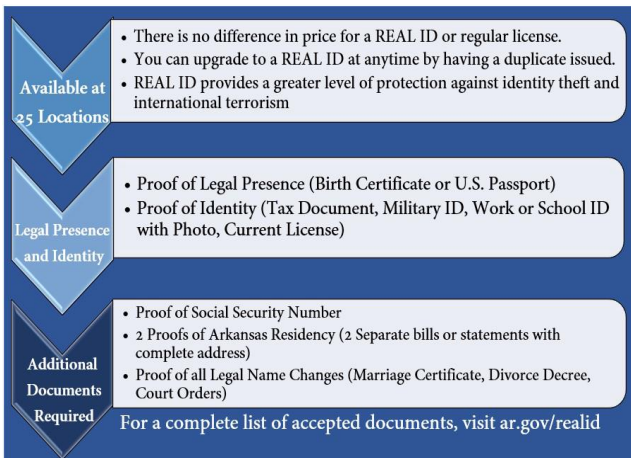 Available at
25 Locations
• There is no difference in price for a REAL ID or regular license.
• You can upgrade to a REAL ID at anytime by having a duplicate issued.
• REAL ID provides a greater level of protection against identity theft and
international terrorism
Legal Presence
and Identity
• Proof of Legal Presence (Birth Certificate or U.S. Passport)
• Proof of Identity (Tax Document, Military ID, Work or School ID
with Photo, Current License)
Additional
Documents
Required
• Proof of Social Security Number
• 2 Proofs of Arkansas Residency (2 Separate bills or statements with
complete address)
• Proof of all Legal Name Changes (Marriage Certificate, Divorce Decree,
Court Orders)
For a complete list of accepted documents, visit ar.gov/realid